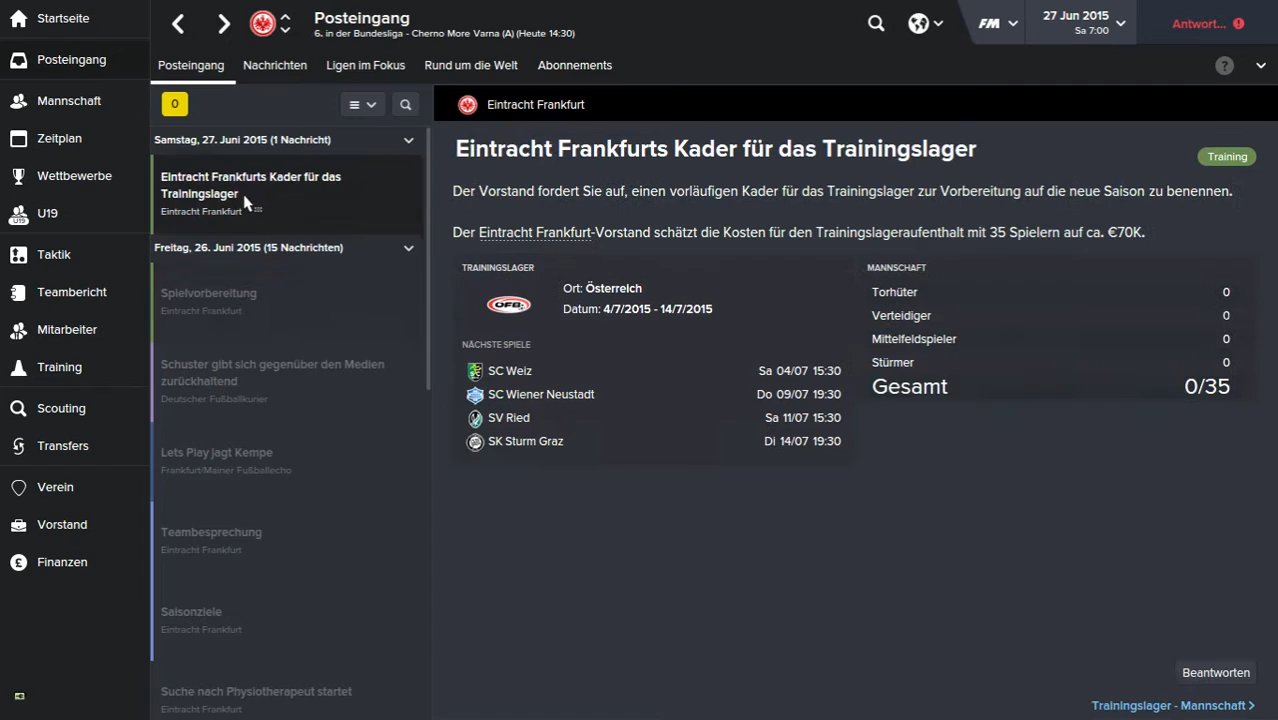 Startseite
Posteingang
Mannschaft
Zeitplan
Wettbewerbe
U19
U19
Taktik
Teambericht
Mitarbeiter
Training
Scouting
Transfers
Verein
Vorstand
Finanzen
Posteingang
6. in der Bundesliga - Cherno More Varna (A) (Heute 14:30)
FM
27 Jun 2015
Sa 7:00
Antwort...
Posteingang
Nachrichten
Ligen im Fokus
Rund um die Welt
Abonnements
?
0
Samstag, 27. Juni 2015 (1 Nachricht)
Eintracht Frankfurts Kader für das
Trainingslager
Eintracht Frankfurt
Freitag, 26. Juni 2015 (15 Nachrichten)
Spielvorbereitung
Eintracht Frankfurt
Schuster gibt sich gegenüber den Medien
zurückhaltend
Deutscher Fußballkurier
Lets Play jagt Kempe
Frankfurt/Mainer Fußballecho
Teambesprechung
Eintracht Frankfurt
Saisonziele
Eintracht Frankfurt
Suche nach Physiotherapeut startet
Eintracht Frankfurt
Eintracht Frankfurt
Eintracht Frankfurts Kader für das Trainingslager
Training
Der Vorstand fordert Sie auf, einen vorläufigen Kader für das Trainingslager zur Vorbereitung auf die neue Saison zu benennen.
Der Eintracht Frankfurt-Vorstand schätzt die Kosten für den Trainingslageraufenthalt mit 35 Spielern auf ca. €70K.
TRAININGSLAGER
ÖFB
Ort: Österreich
Datum: 4/7/2015 - 14/7/2015
NÄCHSTE SPIELE
SC Weiz Sa 04/07 15:30
SC Wiener Neustadt Do 09/07 19:30
SV Ried Sa 11/07 15:30
SK Sturm Graz Di 14/07 19:30
MANNSCHAFT
Torhüter 0
Verteidiger 0
Mittelfeldspieler 0
Stürmer 0
Gesamt 0/35
Beantworten
Trainingslager - Mannschaft